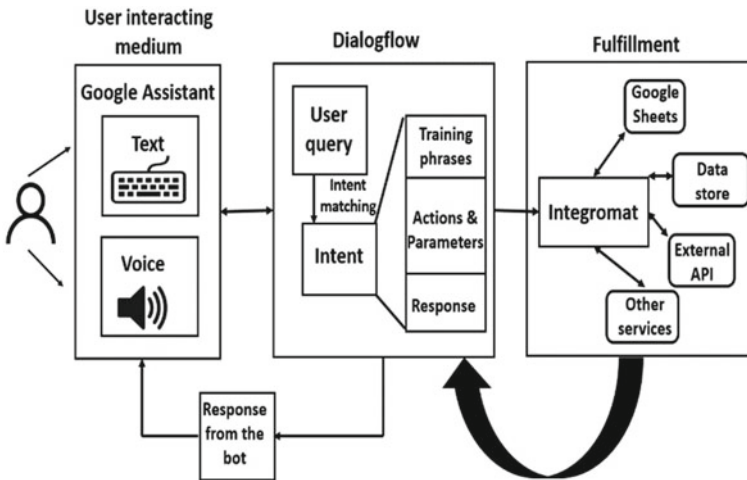 User interacting
medium
Google Assistant
Text
Voice
Dialogflow
User
query
Intent
matching
Intent
Training
phrases
Actions &
Parameters
Response
Fulfillment
Google
Sheets
Data
store
Integromat
External
API
Other
services
Response
from the
bot